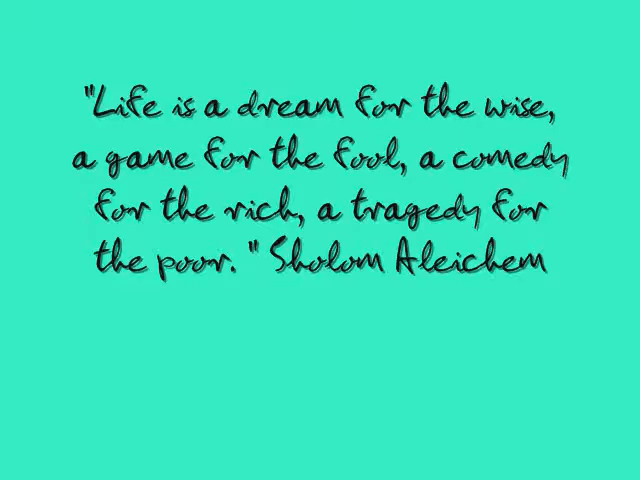 "Life is a dream for the wise,
a game for the fool, a comedy
for the rich, a tragedy for
the poor. " Sholom Aleichem